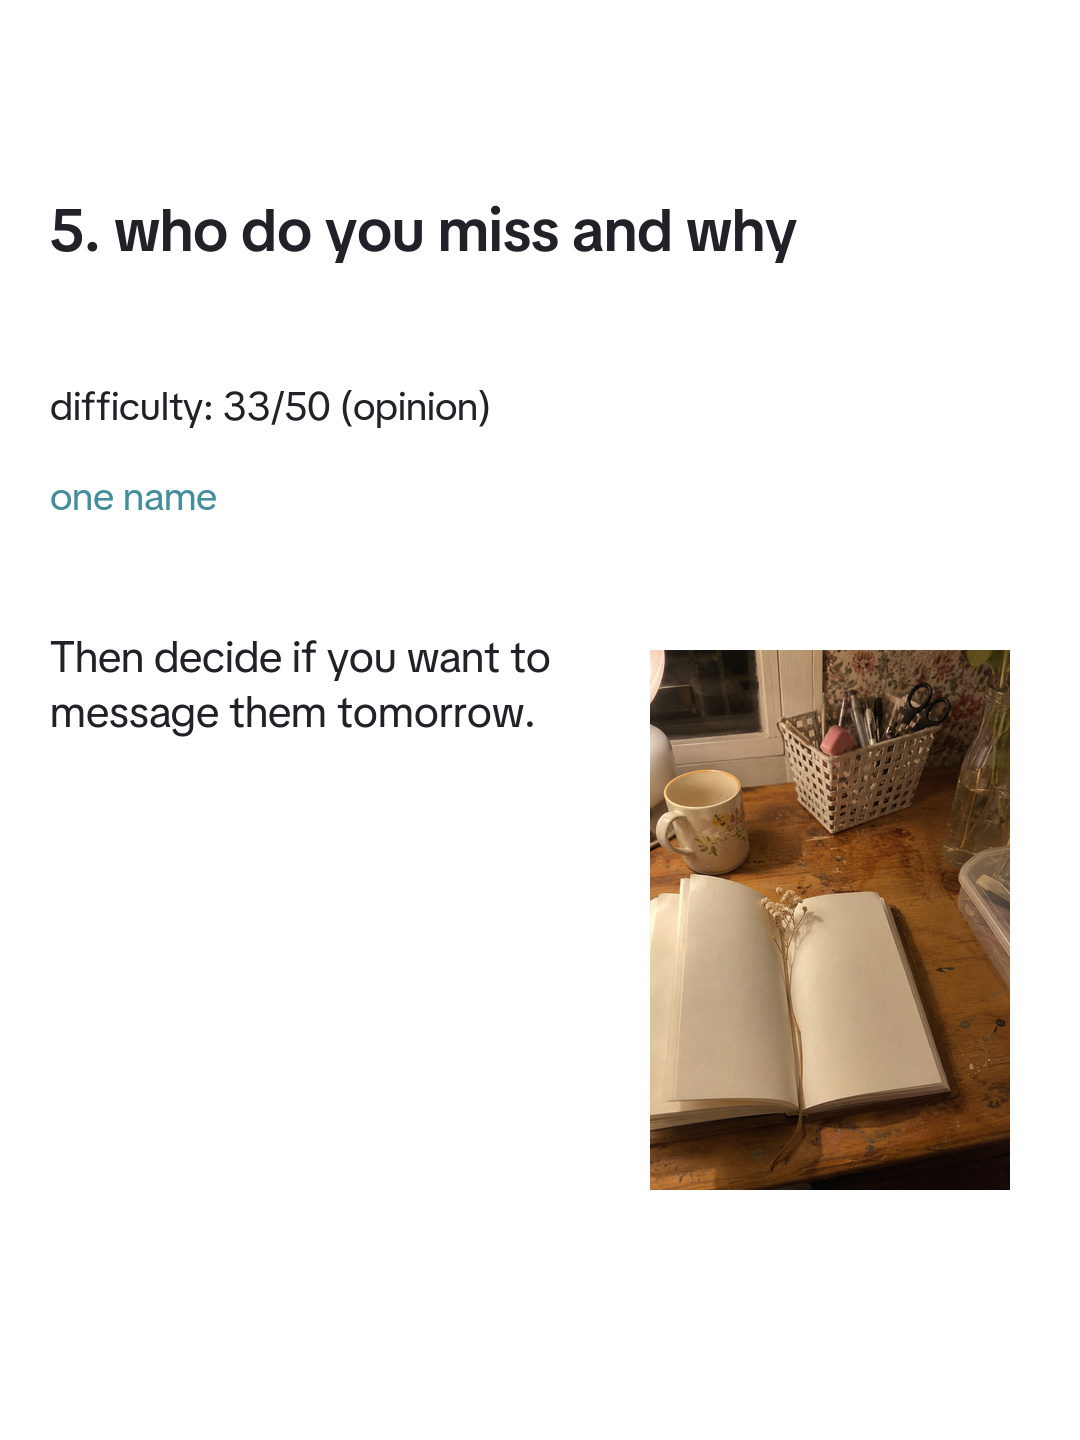 5. who do you miss and why
difficulty: 33/50 (opinion)
one name
Then decide if you want to
message them tomorrow.